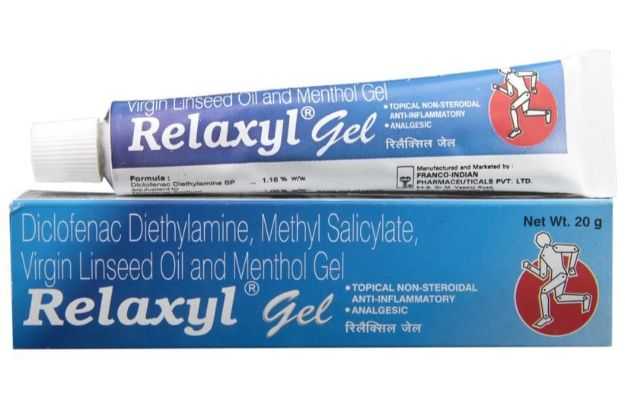 Virgin Linseed Oil and Menthol Gel
Relaxyl® Gel
• TOPICAL NON-STEROIDAL
ANTI-INFLAMMATORY
• ANALGESIC
रिलैक्सिल जेल
Formula :
Diclofenac Diethylamine BP – 1.16 % w/w
Manufactured and Marketed by :
FRANCO-INDIAN
PHARMACEUTICALS PVT. LTD.
Diclofenac Diethylamine, Methyl Salicylate,
Virgin Linseed Oil and Menthol Gel
Relaxyl® Gel
• TOPICAL NON-STEROIDAL
ANTI-INFLAMMATORY
• ANALGESIC
रिलैक्सिल जेल
Net Wt. 20 g